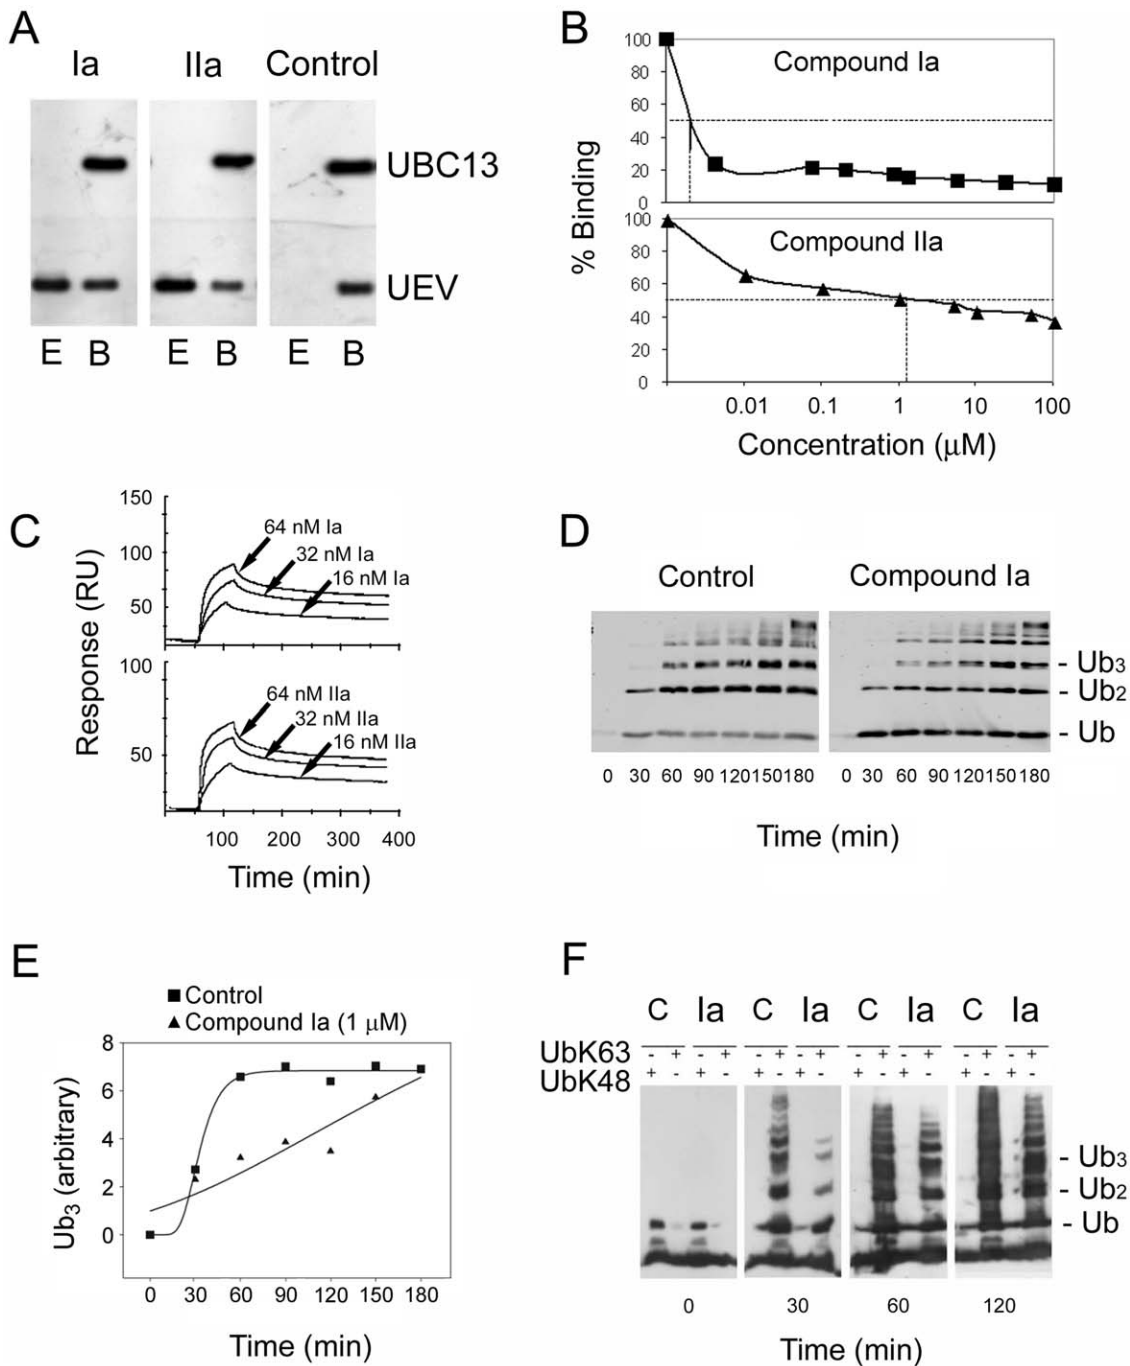 A
Ia IIa Control
UBC13
UEV
E B E B E B
B
100
80
60
40
20
0
Compound Ia
% Binding
100
80
60
40
20
0
Compound IIa
0.01 0.1 1 10 100
Concentration (µM)
C
150
100
50
64 nM Ia
32 nM Ia
16 nM Ia
Response (RU)
100
50
64 nM IIa
32 nM IIa
16 nM IIa
100 200 300 400
Time (min)
D
Control Compound Ia
- Ub3
- Ub2
- Ub
0 30 60 90 120 150 180 0 30 60 90 120 150 180
Time (min)
E
■ Control
▲ Compound Ia (1 µM)
8
6
4
2
0
Ub3 (arbitrary)
0 30 60 90 120 150 180
Time (min)
F
C Ia C Ia C Ia C Ia
UbK63 - + - + - + - + - + - + - + - +
UbK48 + - + - + - + - + - + - + - + -
- Ub3
- Ub2
- Ub
0 30 60 120
Time (min)